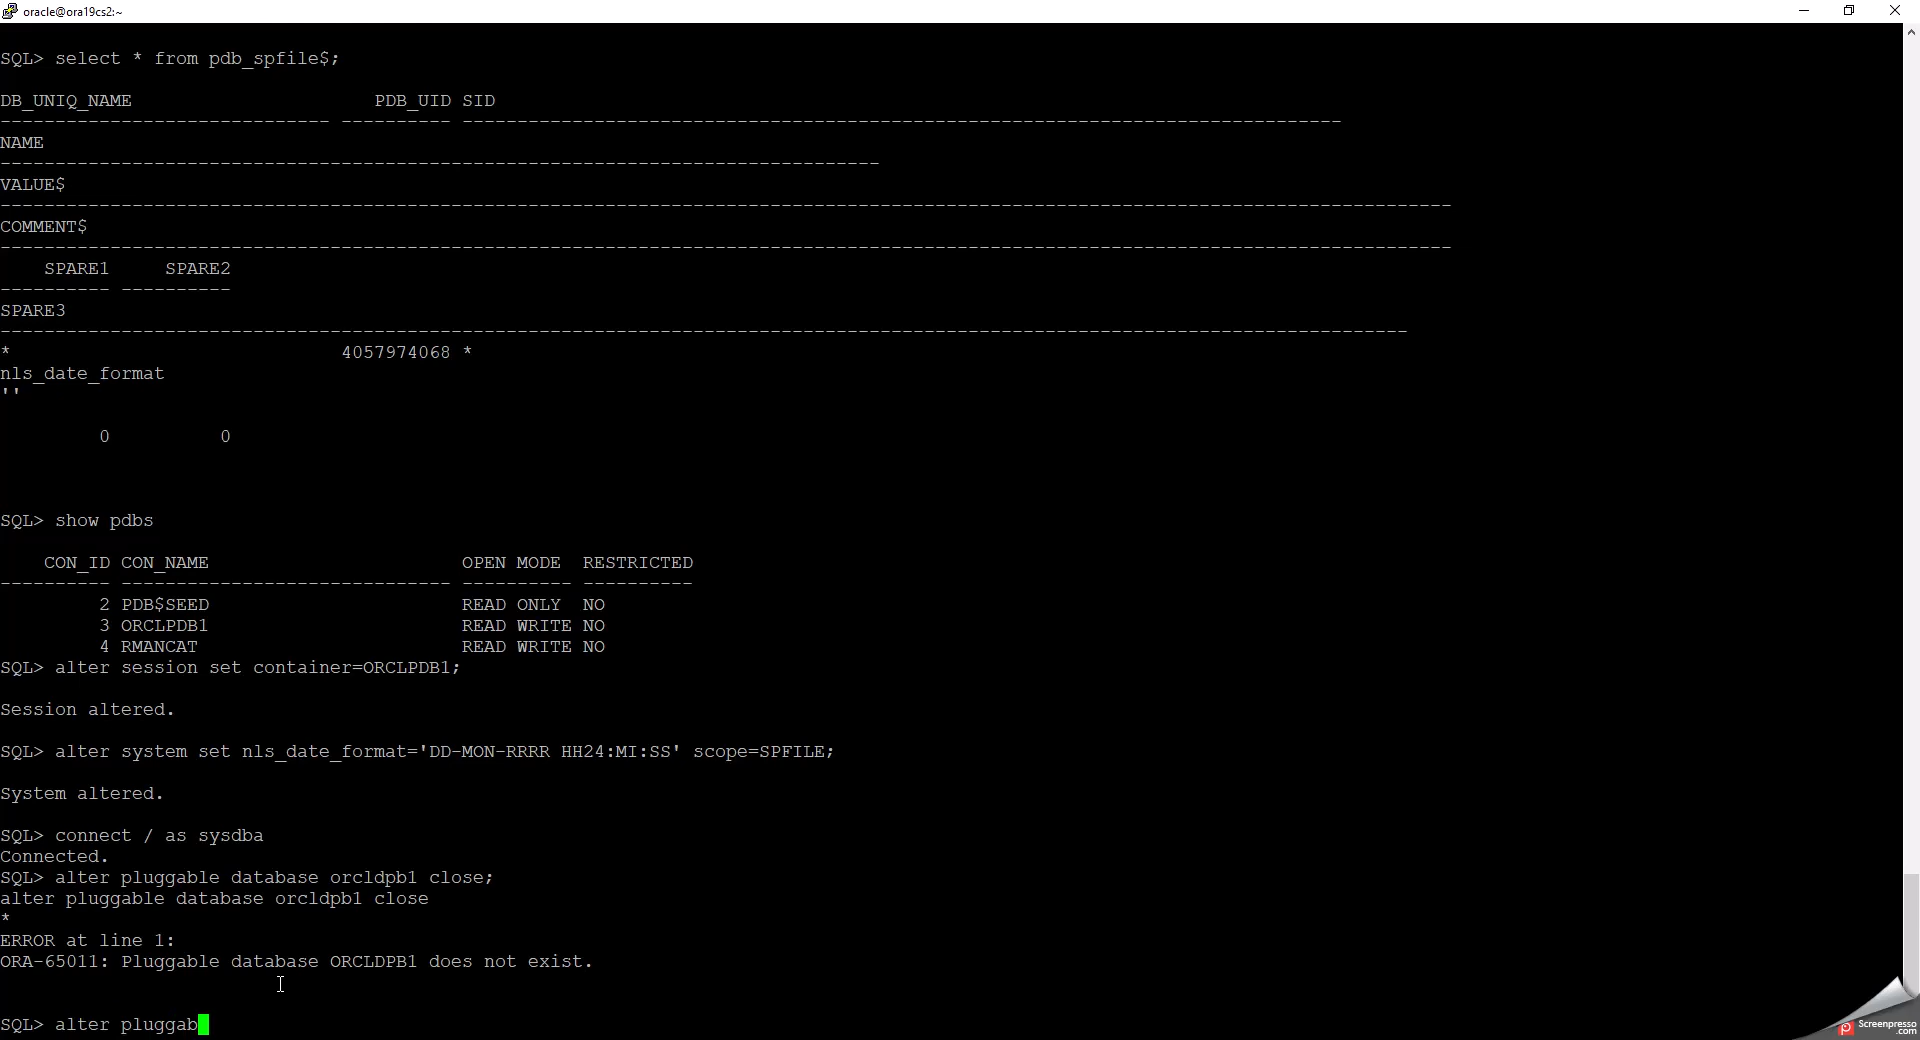 oracle@ora19cs2:~
SQL> select * from pdb_spfile$;
DB_UNIQ_NAME                      PDB_UID SID
------------------------------ ---------- --------------------------------------------------------------------------------
NAME
--------------------------------------------------------------------------------
VALUE$
------------------------------------------------------------------------------------------------------------------------------------
COMMENT$
------------------------------------------------------------------------------------------------------------------------------------
    SPARE1     SPARE2
---------- ----------
SPARE3
--------------------------------------------------------------------------------------------------------------------------------
*                              4057974068 *
nls_date_format
''
         0          0
SQL> show pdbs
    CON_ID CON_NAME                       OPEN MODE  RESTRICTED
---------- ------------------------------ ---------- ----------
         2 PDB$SEED                       READ ONLY  NO
         3 ORCLPDB1                       READ WRITE NO
         4 RMANCAT                        READ WRITE NO
SQL> alter session set container=ORCLPDB1;
Session altered.
SQL> alter system set nls_date_format='DD-MON-RRRR HH24:MI:SS' scope=SPFILE;
System altered.
SQL> connect / as sysdba
Connected.
SQL> alter pluggable database orcldpb1 close;
alter pluggable database orcldpb1 close
*
ERROR at line 1:
ORA-65011: Pluggable database ORCLDPB1 does not exist.
SQL> alter pluggab
Screenpresso
.com